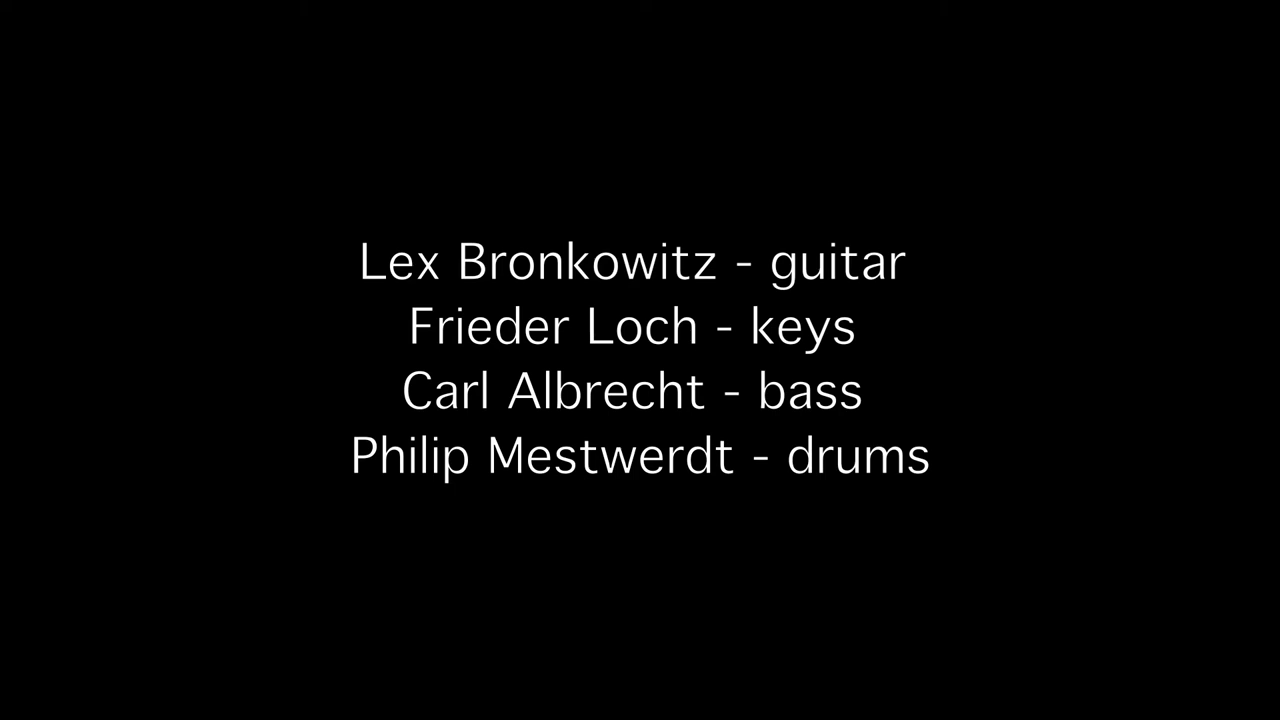 Lex Bronkowitz - guitar
Frieder Loch - keys
Carl Albrecht - bass
Philip Mestwerdt - drums